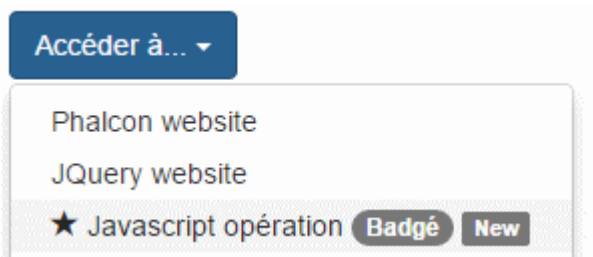 Accéder à...
Phalcon website
JQuery website
★ Javascript opération Badgé New